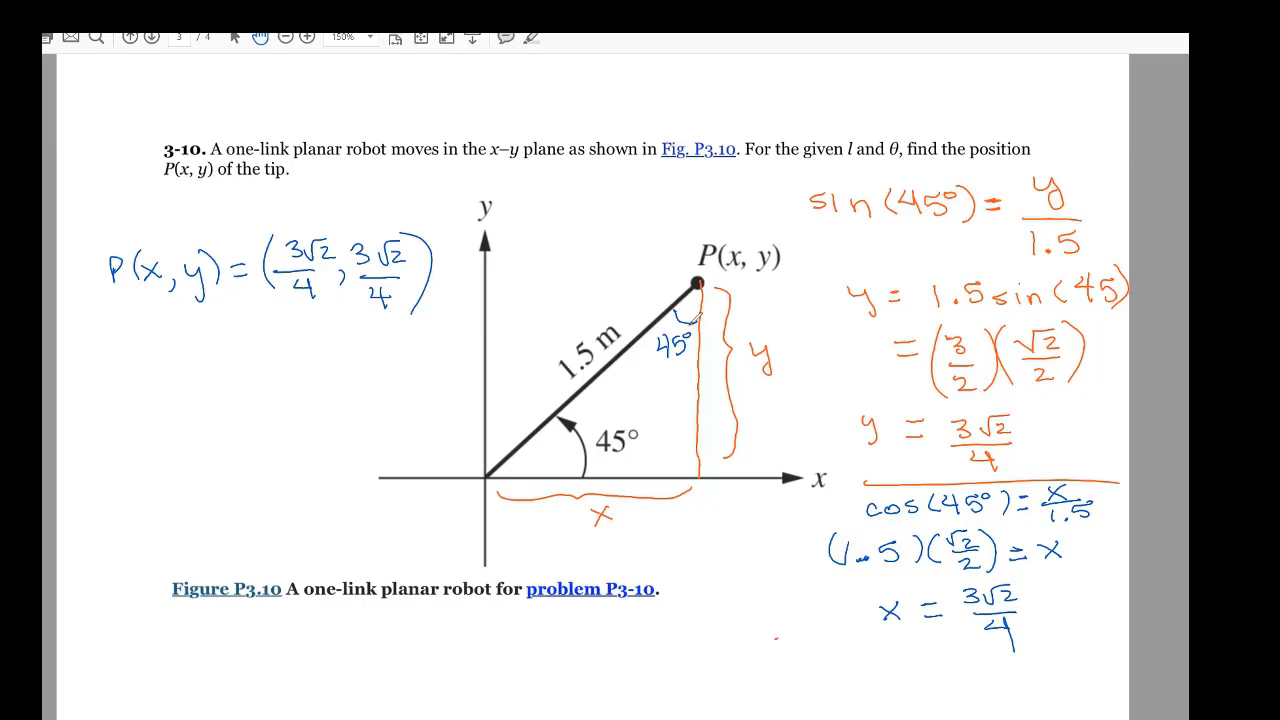 3 / 4 150%
3-10. A one-link planar robot moves in the x–y plane as shown in Fig. P3.10. For the given l and θ, find the position
P(x, y) of the tip.
P(x, y) = (3√2/4, 3√2/4)
y
P(x, y)
1.5 m
45°
y
45°
x
x
Figure P3.10 A one-link planar robot for problem P3-10.
sin(45°) = y/1.5
y = 1.5 sin(45)
= (3/2)(√2/2)
y = 3√2/4
cos(45°) = x/1.5
(1.5)(√2/2) = x
x = 3√2/4